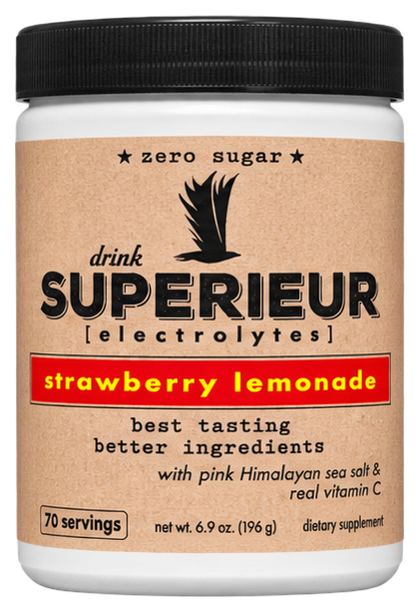 ★ zero sugar ★
drink
SUPERIEUR
[electrolytes]
strawberry lemonade
best tasting
better ingredients
with pink Himalayan sea salt &
real vitamin C
70 servings net wt. 6.9 oz. (196 g) dietary supplement